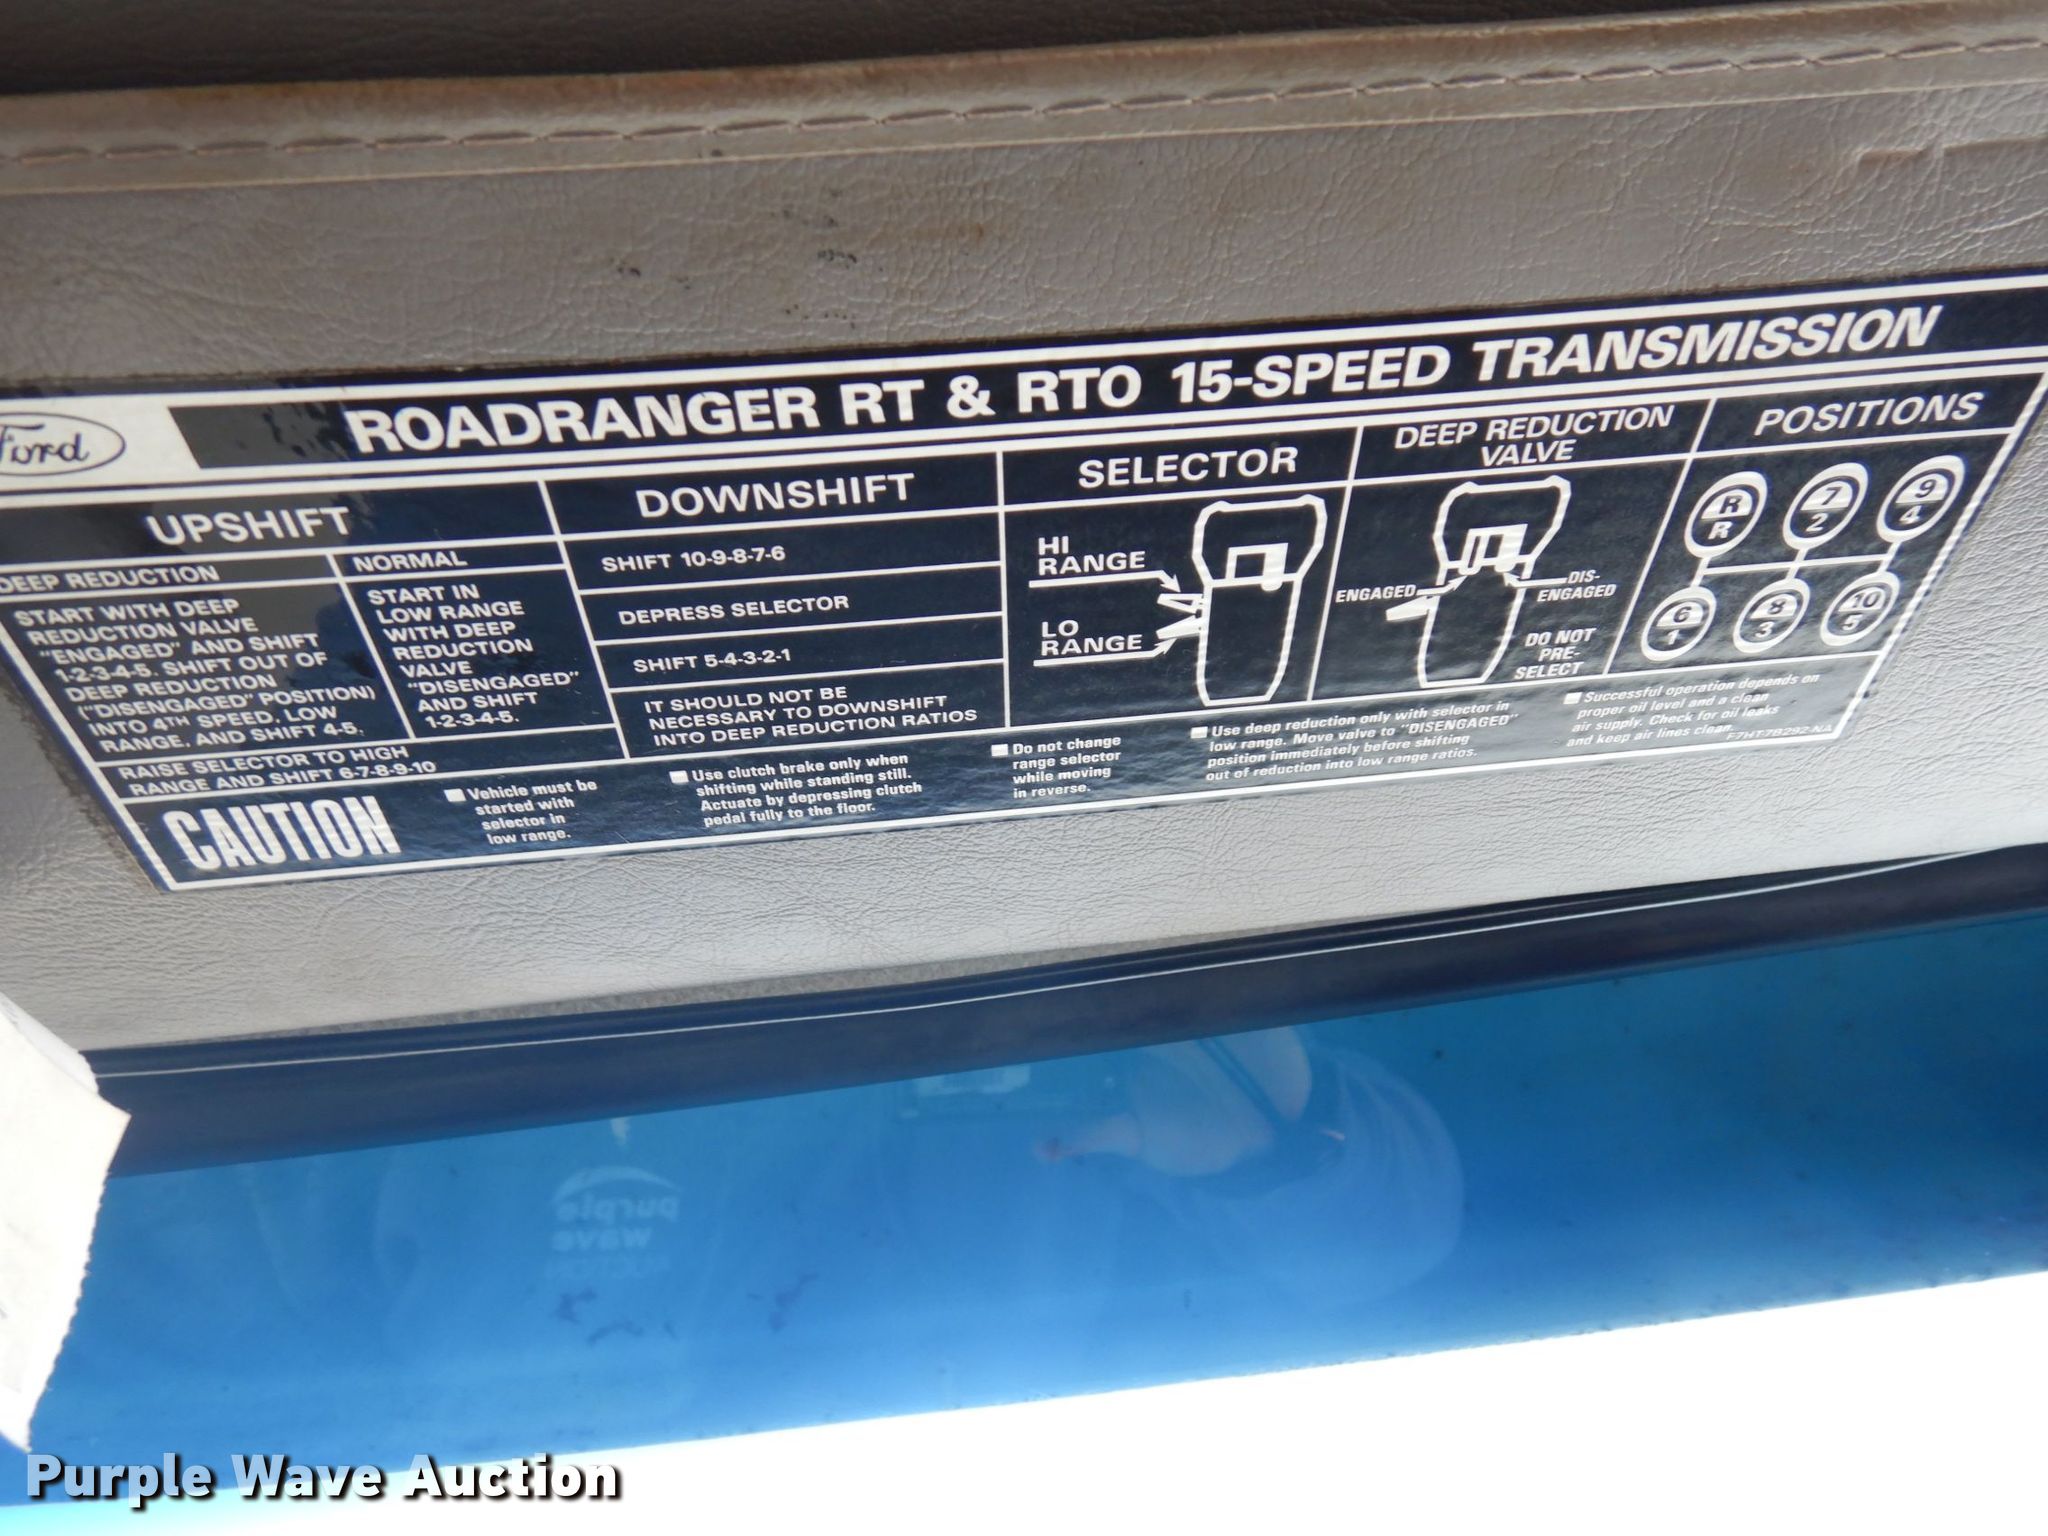 Ford
ROADRANGER RT & RTO 15-SPEED TRANSMISSION
UPSHIFT
DEEP REDUCTION
START WITH DEEP
REDUCTION VALVE
"ENGAGED" AND SHIFT
1-2-3-4-5. SHIFT OUT OF
DEEP REDUCTION
("DISENGAGED" POSITION)
INTO 4TH SPEED, LOW
RANGE, AND SHIFT 4-5.
NORMAL
START IN
LOW RANGE
WITH DEEP
REDUCTION
VALVE
"DISENGAGED"
AND SHIFT
1-2-3-4-5.
RAISE SELECTOR TO HIGH
RANGE AND SHIFT 6-7-8-9-10
DOWNSHIFT
SHIFT 10-9-8-7-6
DEPRESS SELECTOR
SHIFT 5-4-3-2-1
IT SHOULD NOT BE
NECESSARY TO DOWNSHIFT
INTO DEEP REDUCTION RATIOS
SELECTOR
HI
RANGE
LO
RANGE
DEEP REDUCTION
VALVE
ENGAGED
DIS-
ENGAGED
DO NOT
PRE-
SELECT
POSITIONS
R 7 9
R 2 4
6 8 10
1 3 5
CAUTION
Vehicle must be
started with
selector in
low range.
Use clutch brake only when
shifting while standing still.
Actuate by depressing clutch
pedal fully to the floor.
Do not change
range selector
while moving
in reverse.
Use deep reduction only with selector in
low range. Move valve to "DISENGAGED"
position immediately before shifting
out of reduction into low range ratios.
Successful operation depends on
proper oil level and a clean
air supply. Check for oil leaks
and keep air lines clean.
F7HT-7B292-NA
purple
wave
AUCTION
Purple Wave Auction